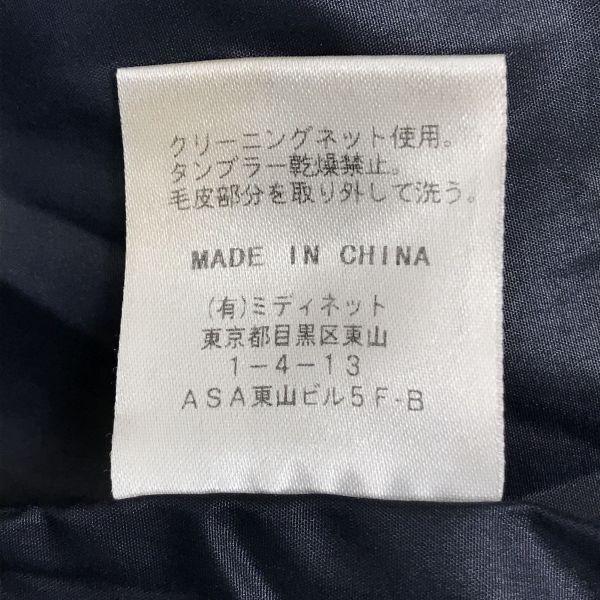 クリーニングネット使用。
タンブラー乾燥禁止。
毛皮部分を取り外して洗う。
MADE IN CHINA
(有)ミディネット
東京都目黒区東山
1-4-13
ASA東山ビル5F-B